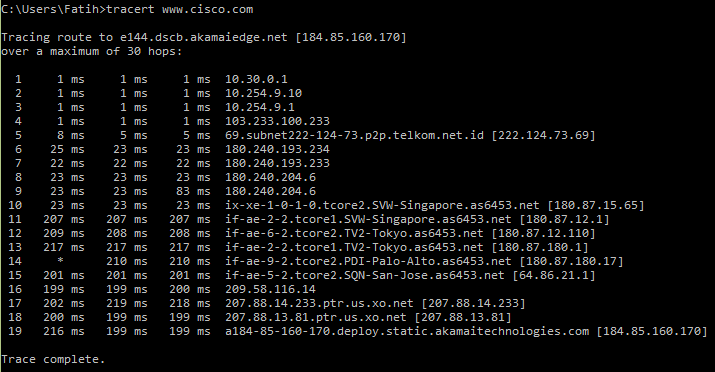 C:\Users\Fatih>tracert www.cisco.com
Tracing route to e144.dscb.akamaiedge.net [184.85.160.170]
over a maximum of 30 hops:
1 1 ms 1 ms 1 ms 10.30.0.1
2 1 ms 1 ms 1 ms 10.254.9.10
3 1 ms 1 ms 1 ms 10.254.9.1
4 1 ms 1 ms 1 ms 103.233.100.233
5 8 ms 5 ms 5 ms 69.subnet222-124-73.p2p.telkom.net.id [222.124.73.69]
6 25 ms 23 ms 23 ms 180.240.193.234
7 22 ms 22 ms 22 ms 180.240.193.233
8 23 ms 23 ms 23 ms 180.240.204.6
9 23 ms 23 ms 83 ms 180.240.204.6
10 23 ms 23 ms 23 ms ix-xe-1-0-1-0.tcore2.SVW-Singapore.as6453.net [180.87.15.65]
11 207 ms 207 ms 207 ms if-ae-2-2.tcore1.SVW-Singapore.as6453.net [180.87.12.1]
12 209 ms 208 ms 208 ms if-ae-6-2.tcore2.TV2-Tokyo.as6453.net [180.87.12.110]
13 217 ms 217 ms 217 ms if-ae-2-2.tcore1.TV2-Tokyo.as6453.net [180.87.180.1]
14 * 210 ms 210 ms if-ae-9-2.tcore2.PDI-Palo-Alto.as6453.net [180.87.180.17]
15 201 ms 201 ms 201 ms if-ae-5-2.tcore2.SQN-San-Jose.as6453.net [64.86.21.1]
16 199 ms 199 ms 200 ms 209.58.116.14
17 202 ms 219 ms 218 ms 207.88.14.233.ptr.us.xo.net [207.88.14.233]
18 200 ms 199 ms 199 ms 207.88.13.81.ptr.us.xo.net [207.88.13.81]
19 216 ms 199 ms 199 ms a184-85-160-170.deploy.static.akamaitechnologies.com [184.85.160.170]
Trace complete.